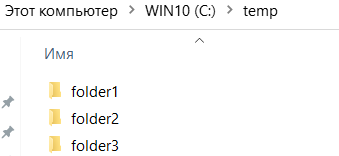 Этот компьютер > WIN10 (C:) > temp
Имя
folder1
folder2
folder3